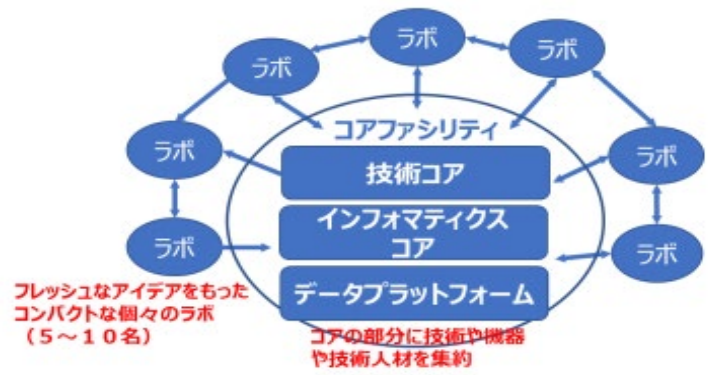 ラボ
ラボ
ラボ
ラボ
ラボ
ラボ
ラボ
コアファシリティ
技術コア
インフォマティクス
コア
データプラットフォーム
フレッシュなアイデアをもった
コンパクトな個々のラボ
（５～１０名）
コアの部分に技術や機器
や技術人材を集約